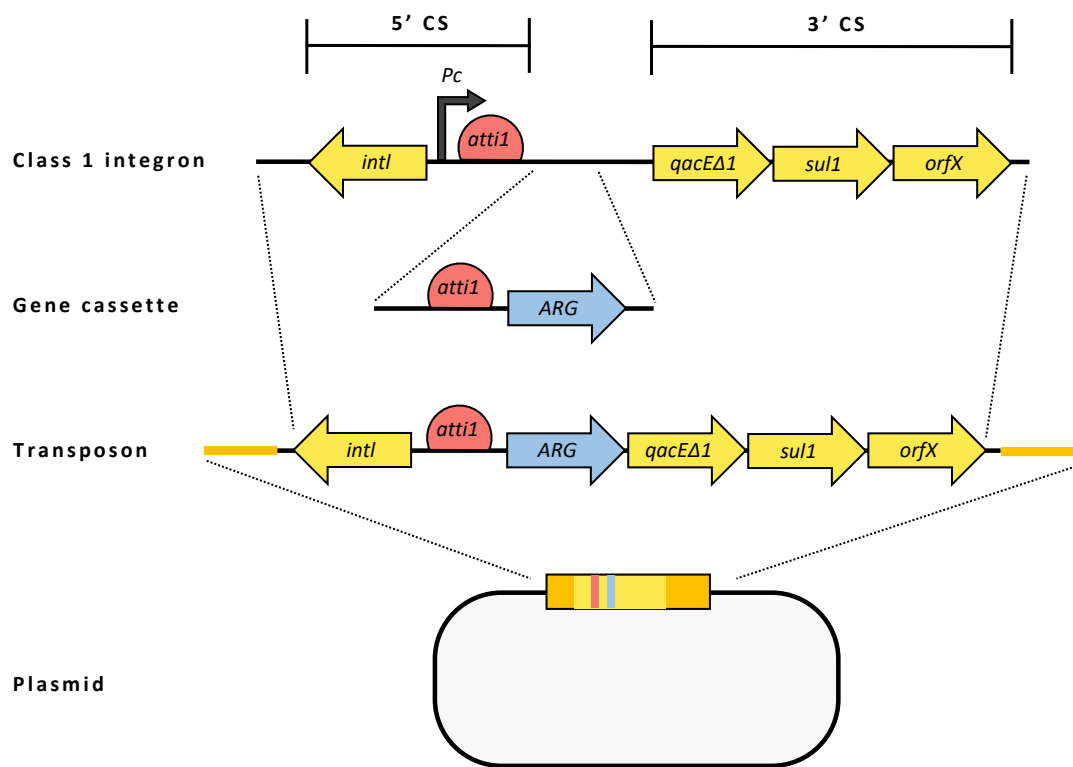 5’ CS
3’ CS
Pc
Class 1 integron
intI
atti1
qacEΔ1
sul1
orfX
Gene cassette
atti1
ARG
Transposon
intI
atti1
ARG
qacEΔ1
sul1
orfX
Plasmid